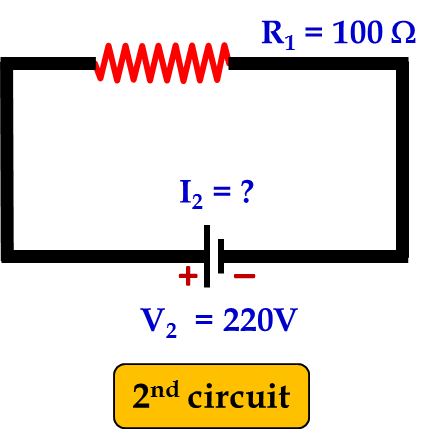 R₁ = 100 Ω
I₂ = ?
+ −
V₂ = 220V
2ⁿᵈ circuit